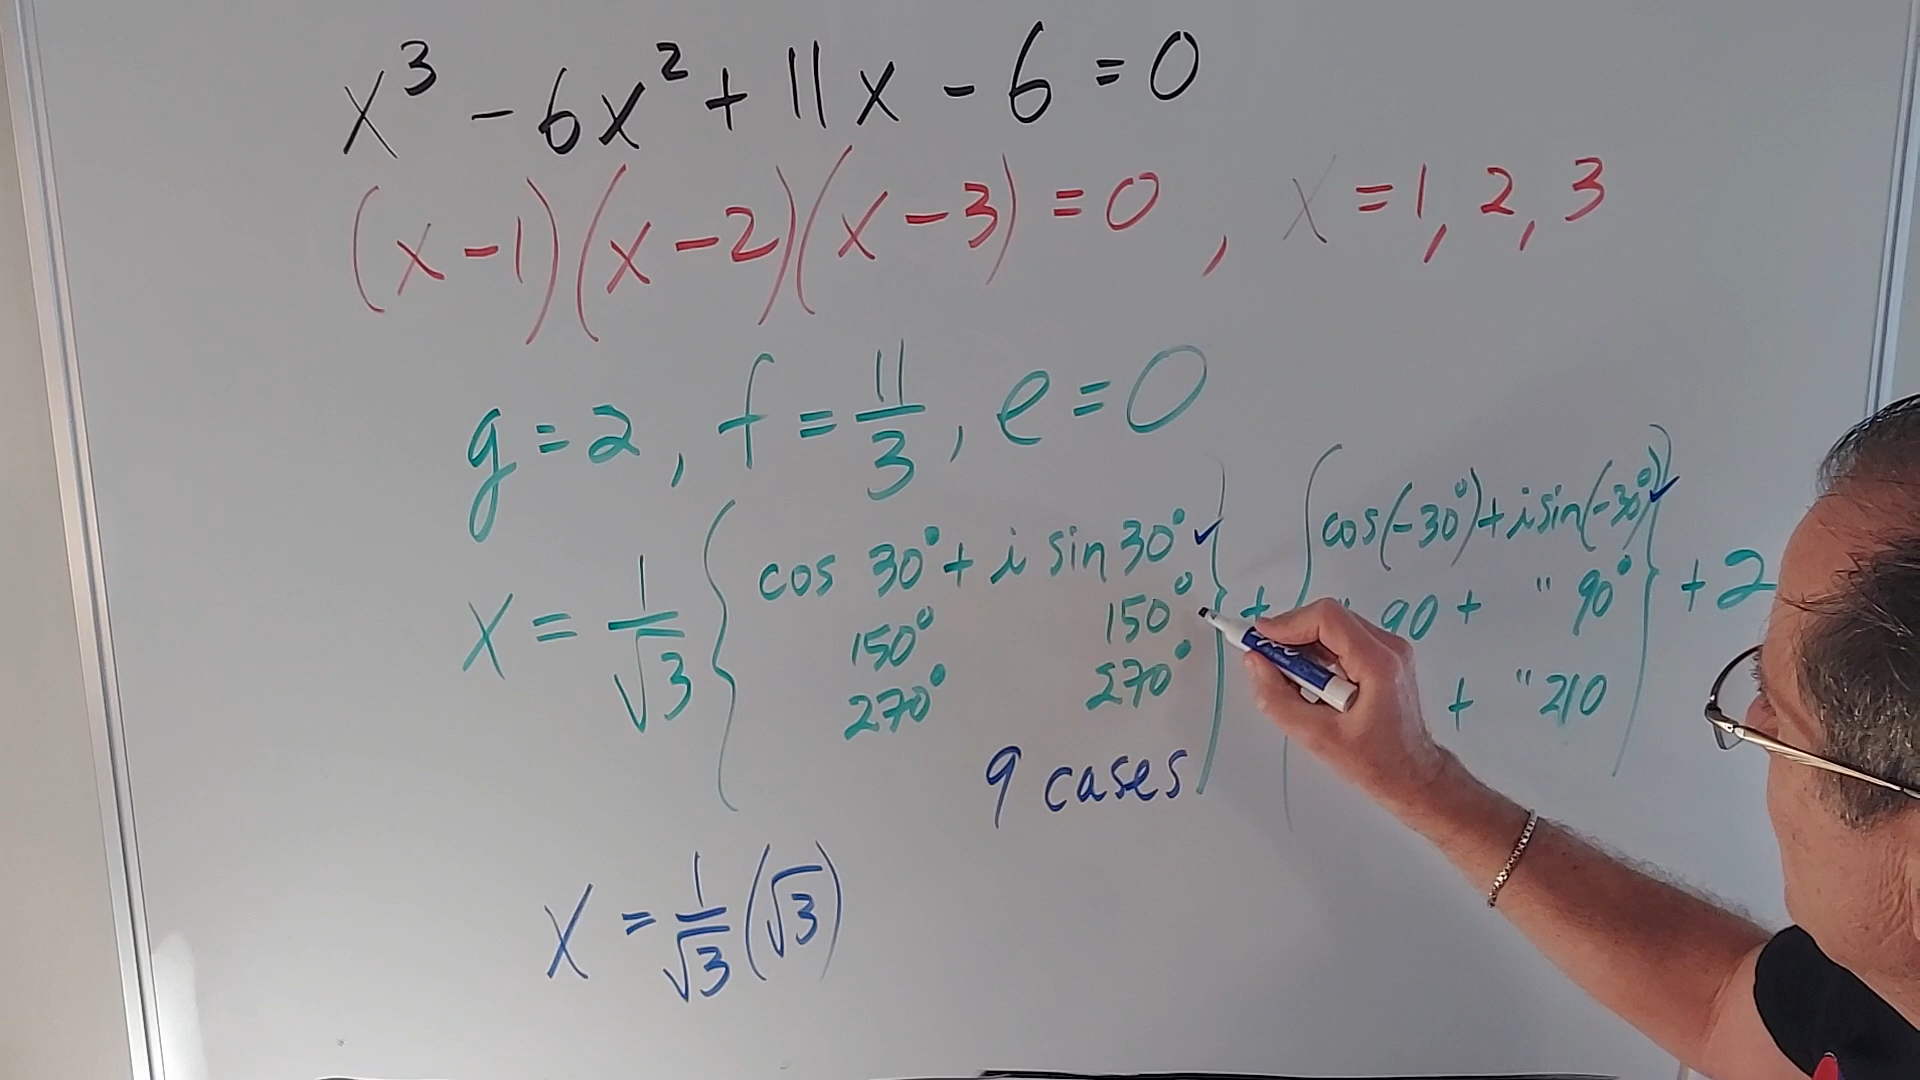 x³ - 6x² + 11x - 6 = 0
(x-1)(x-2)(x-3) = 0 , x = 1, 2, 3
g = 2 , f = 11/3 , e = 0
x = 1/√3 { cos 30° + i sin 30° ✓ } + { cos(-30°) + i sin(-30°) ✓ } + 2
150° 150° 90 + " 90°
270° 270° + " 210
9 cases
x = 1/√3 (√3)